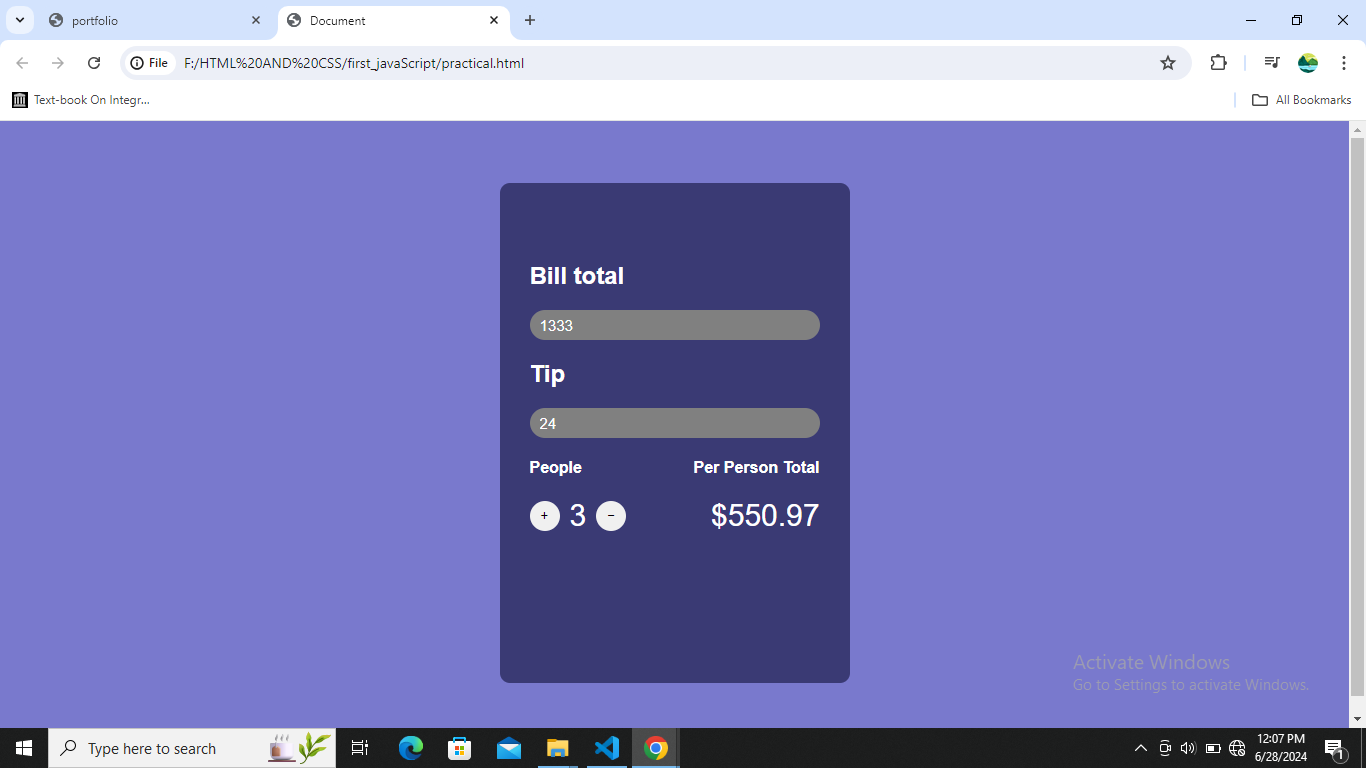 portfolio
Document
File
F:/HTML%20AND%20CSS/first_javaScript/practical.html
Text-book On Integr...
All Bookmarks
Bill total
1333
Tip
24
People
Per Person Total
+ 3 −
$550.97
Activate Windows
Go to Settings to activate Windows.
Type here to search
12:07 PM
6/28/2024
1